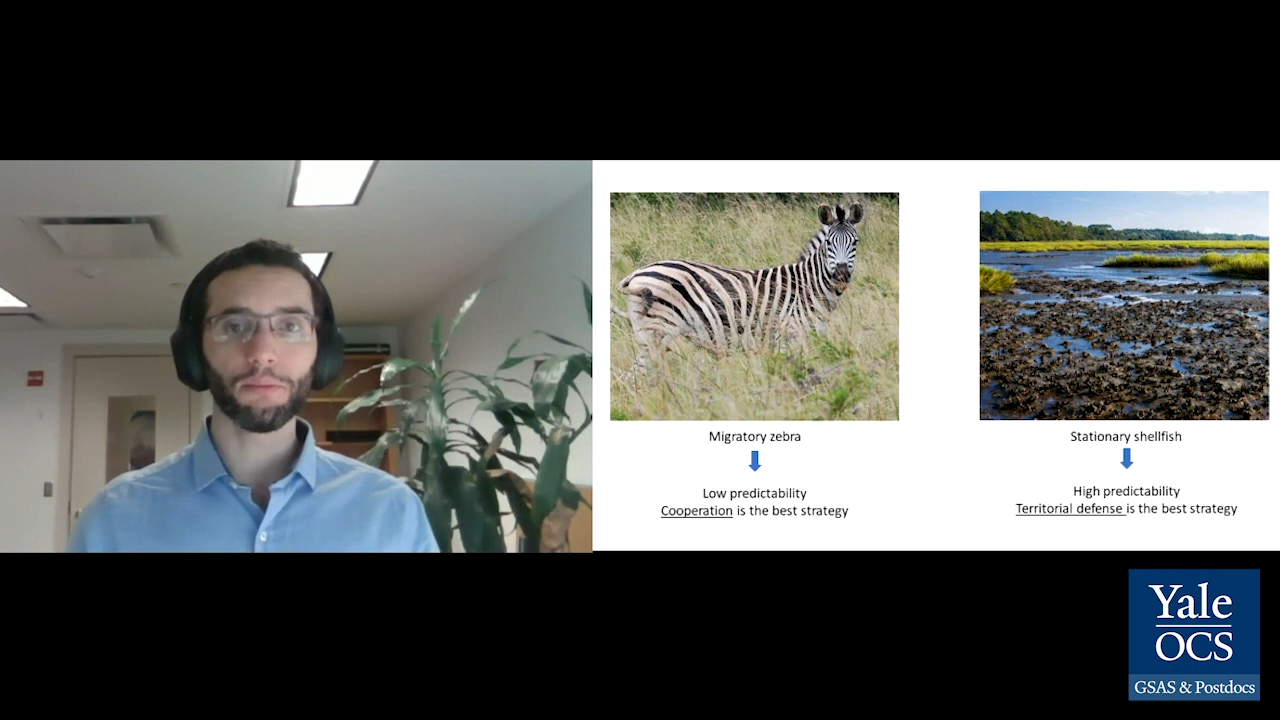 Migratory zebra
Low predictability
Cooperation is the best strategy
Stationary shellfish
High predictability
Territorial defense is the best strategy
Yale
OCS
GSAS & Postdocs